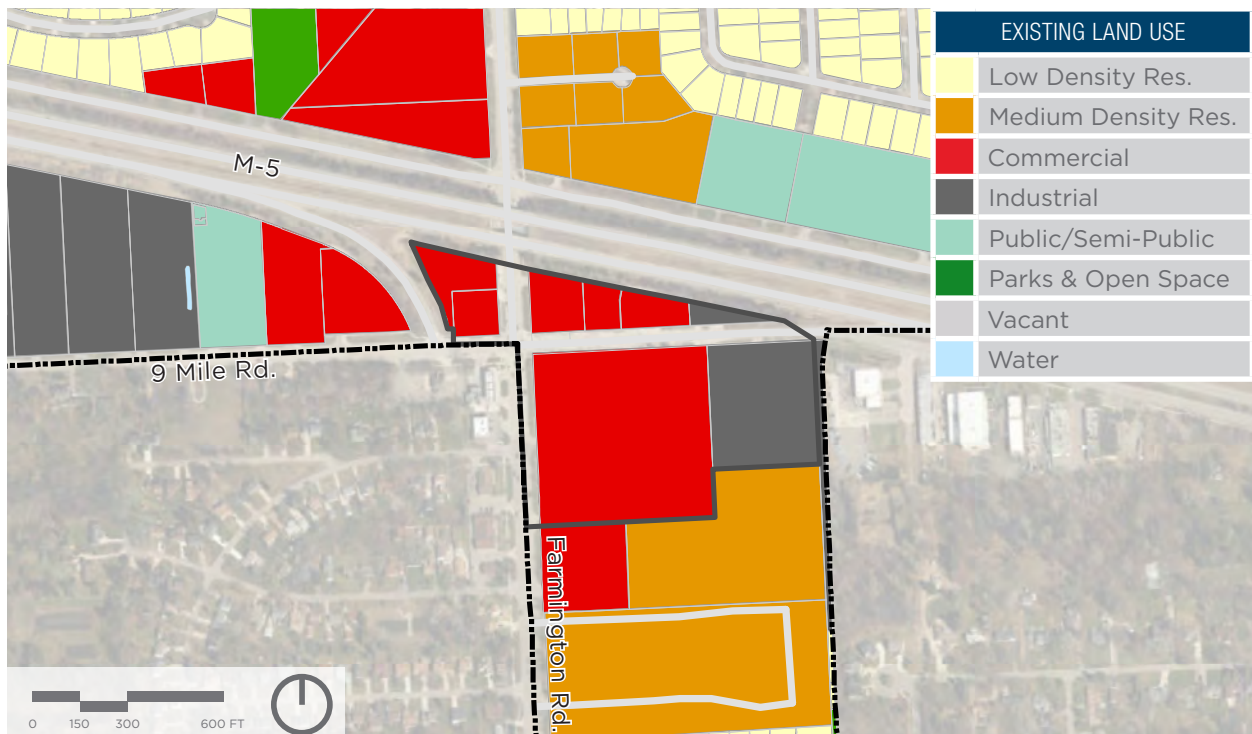 EXISTING LAND USE
Low Density Res.
Medium Density Res.
Commercial
Industrial
Public/Semi-Public
Parks & Open Space
Vacant
Water
M-5
9 Mile Rd.
Farmington Rd.
0 150 300 600 FT